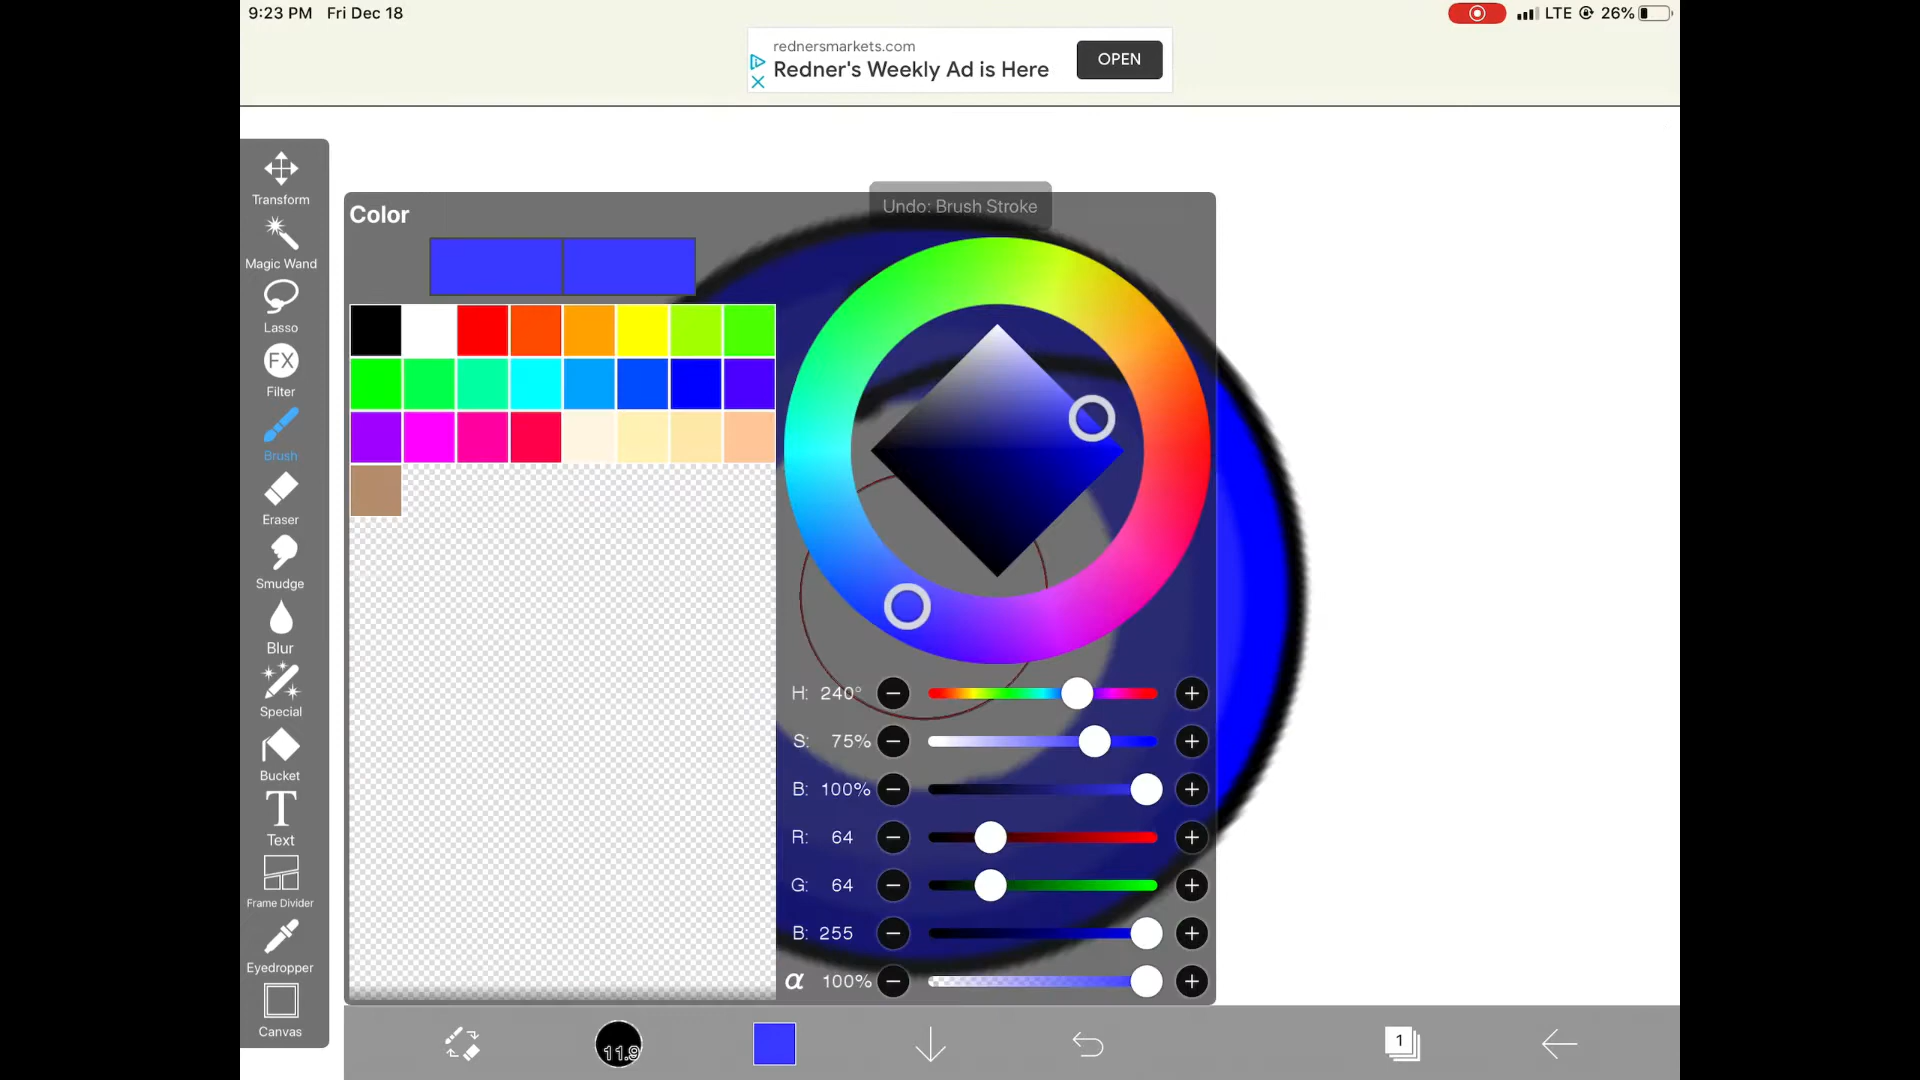 9:23 PM Fri Dec 18
LTE 26%
rednersmarkets.com
Redner's Weekly Ad is Here
OPEN
Transform
Magic Wand
Lasso
FX
Filter
Brush
Eraser
Smudge
Blur
Special
Bucket
T
Text
Frame Divider
Eyedropper
Canvas
Color
Undo: Brush Stroke
H: 240°
S: 75%
B: 100%
R: 64
G: 64
B: 255
α 100%
11.9
1